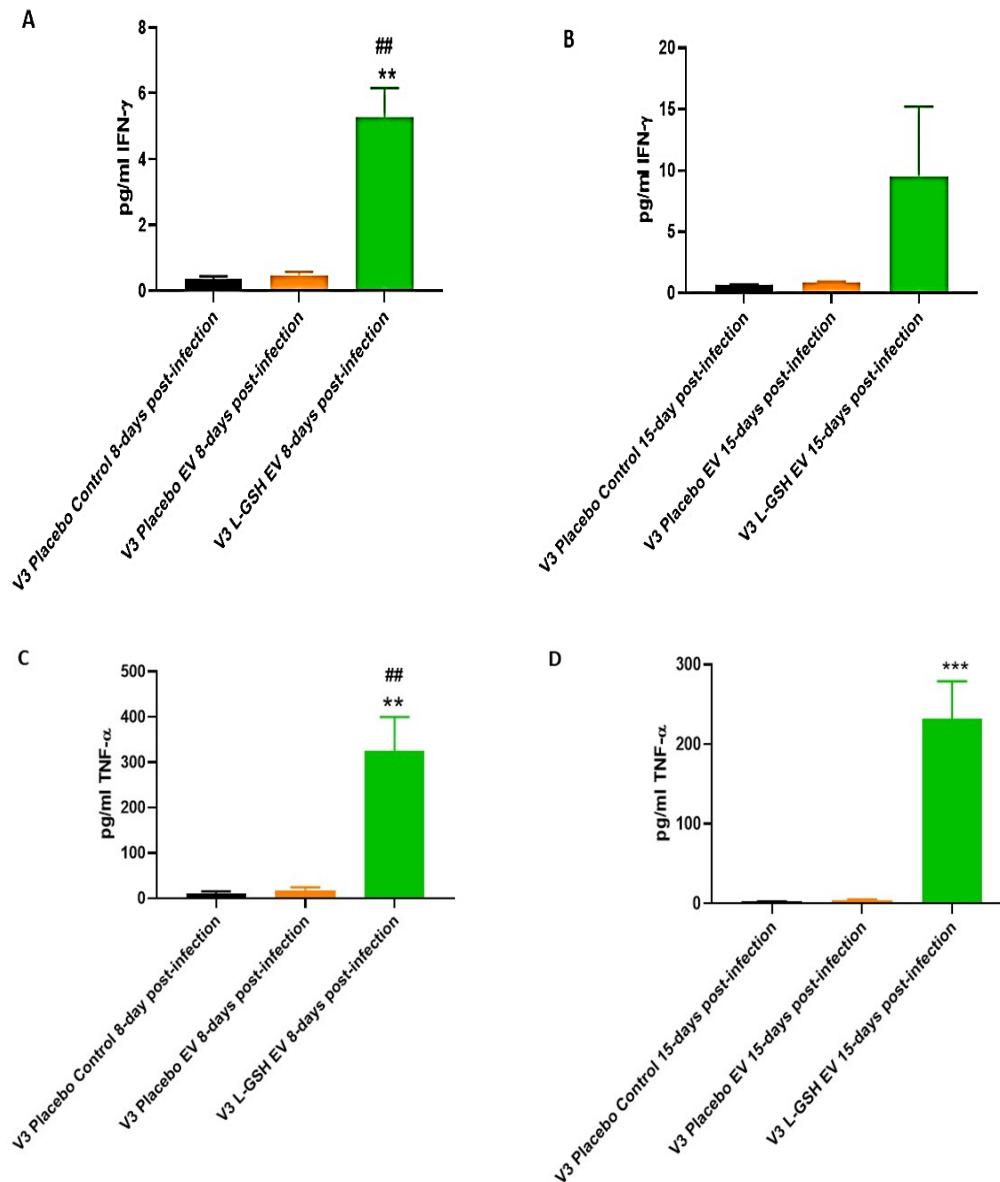 A
pg/ml IFN-γ
8
6
4
2
0
##
**
V3 Placebo Control 8-days post-infection
V3 Placebo EV 8-days post-infection
V3 L-GSH EV 8-days post-infection
B
pg/ml IFN-γ
20
15
10
5
0
V3 Placebo Control 15-day post-infection
V3 Placebo EV 15-days post-infection
V3 L-GSH EV 15-days post-infection
C
pg/ml TNF-α
500
400
300
200
100
0
##
**
V3 Placebo Control 8-day post-infection
V3 Placebo EV 8-days post-infection
V3 L-GSH EV 8-days post-infection
D
pg/ml TNF-α
300
200
100
0
***
V3 Placebo Control 15-days post-infection
V3 Placebo EV 15-days post-infection
V3 L-GSH EV 15-days post-infection